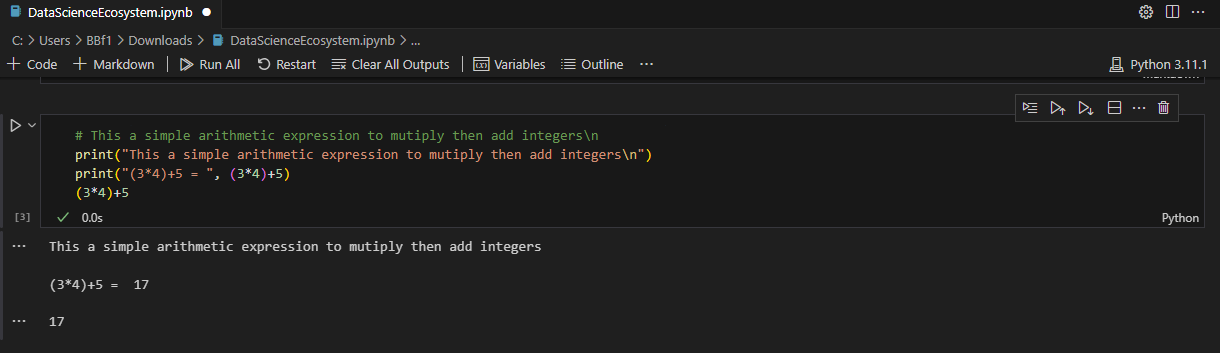 DataScienceEcosystem.ipynb
C: > Users > BBf1 > Downloads > DataScienceEcosystem.ipynb > ...
+ Code + Markdown Run All Restart Clear All Outputs Variables Outline ... Python 3.11.1
# This a simple arithmetic expression to mutiply then add integers\n
print("This a simple arithmetic expression to mutiply then add integers\n")
print("(3*4)+5 = ", (3*4)+5)
(3*4)+5
[3] 0.0s Python
This a simple arithmetic expression to mutiply then add integers
(3*4)+5 =  17
17